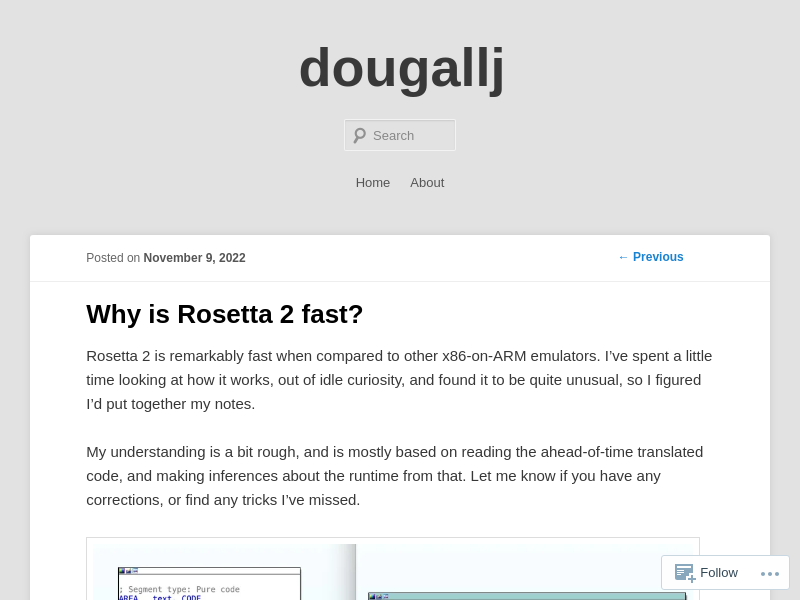 dougallj
Search
Home About
Posted on November 9, 2022
← Previous
Why is Rosetta 2 fast?
Rosetta 2 is remarkably fast when compared to other x86-on-ARM emulators. I’ve spent a little
time looking at how it works, out of idle curiosity, and found it to be quite unusual, so I figured
I’d put together my notes.
My understanding is a bit rough, and is mostly based on reading the ahead-of-time translated
code, and making inferences about the runtime from that. Let me know if you have any
corrections, or find any tricks I’ve missed.
; Segment type: Pure code
AREA .text, CODE
Follow